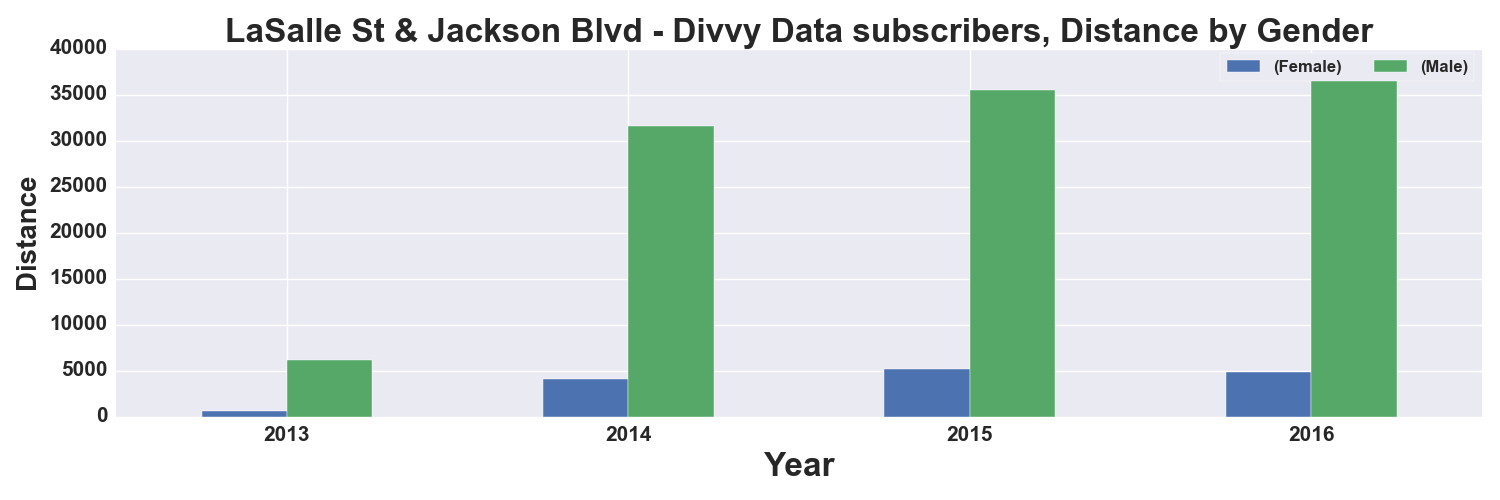 LaSalle St & Jackson Blvd - Divvy Data subscribers, Distance by Gender
(Female) (Male)
Distance
40000
35000
30000
25000
20000
15000
10000
5000
0
2013 2014 2015 2016
Year